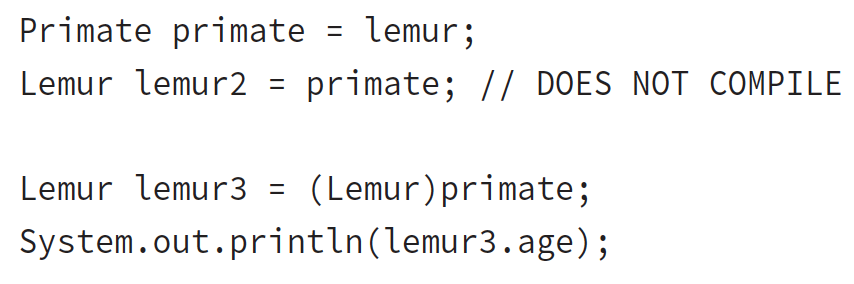 Primate primate = lemur;
Lemur lemur2 = primate; // DOES NOT COMPILE
Lemur lemur3 = (Lemur)primate;
System.out.println(lemur3.age);